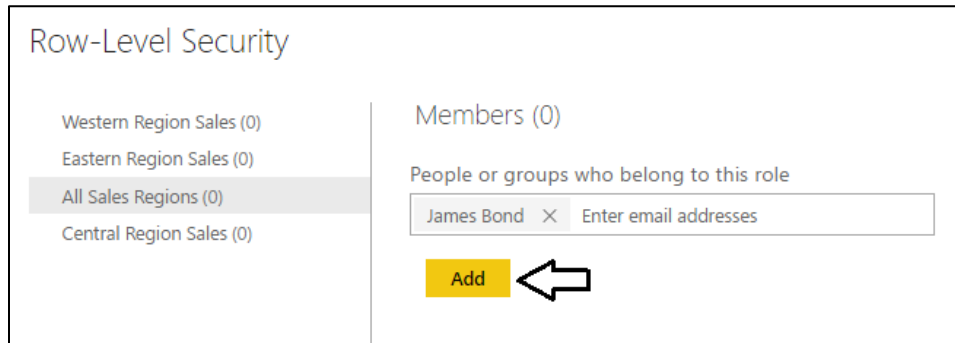 Row-Level Security
Western Region Sales (0)
Eastern Region Sales (0)
All Sales Regions (0)
Central Region Sales (0)
Members (0)
People or groups who belong to this role
James Bond × Enter email addresses
Add